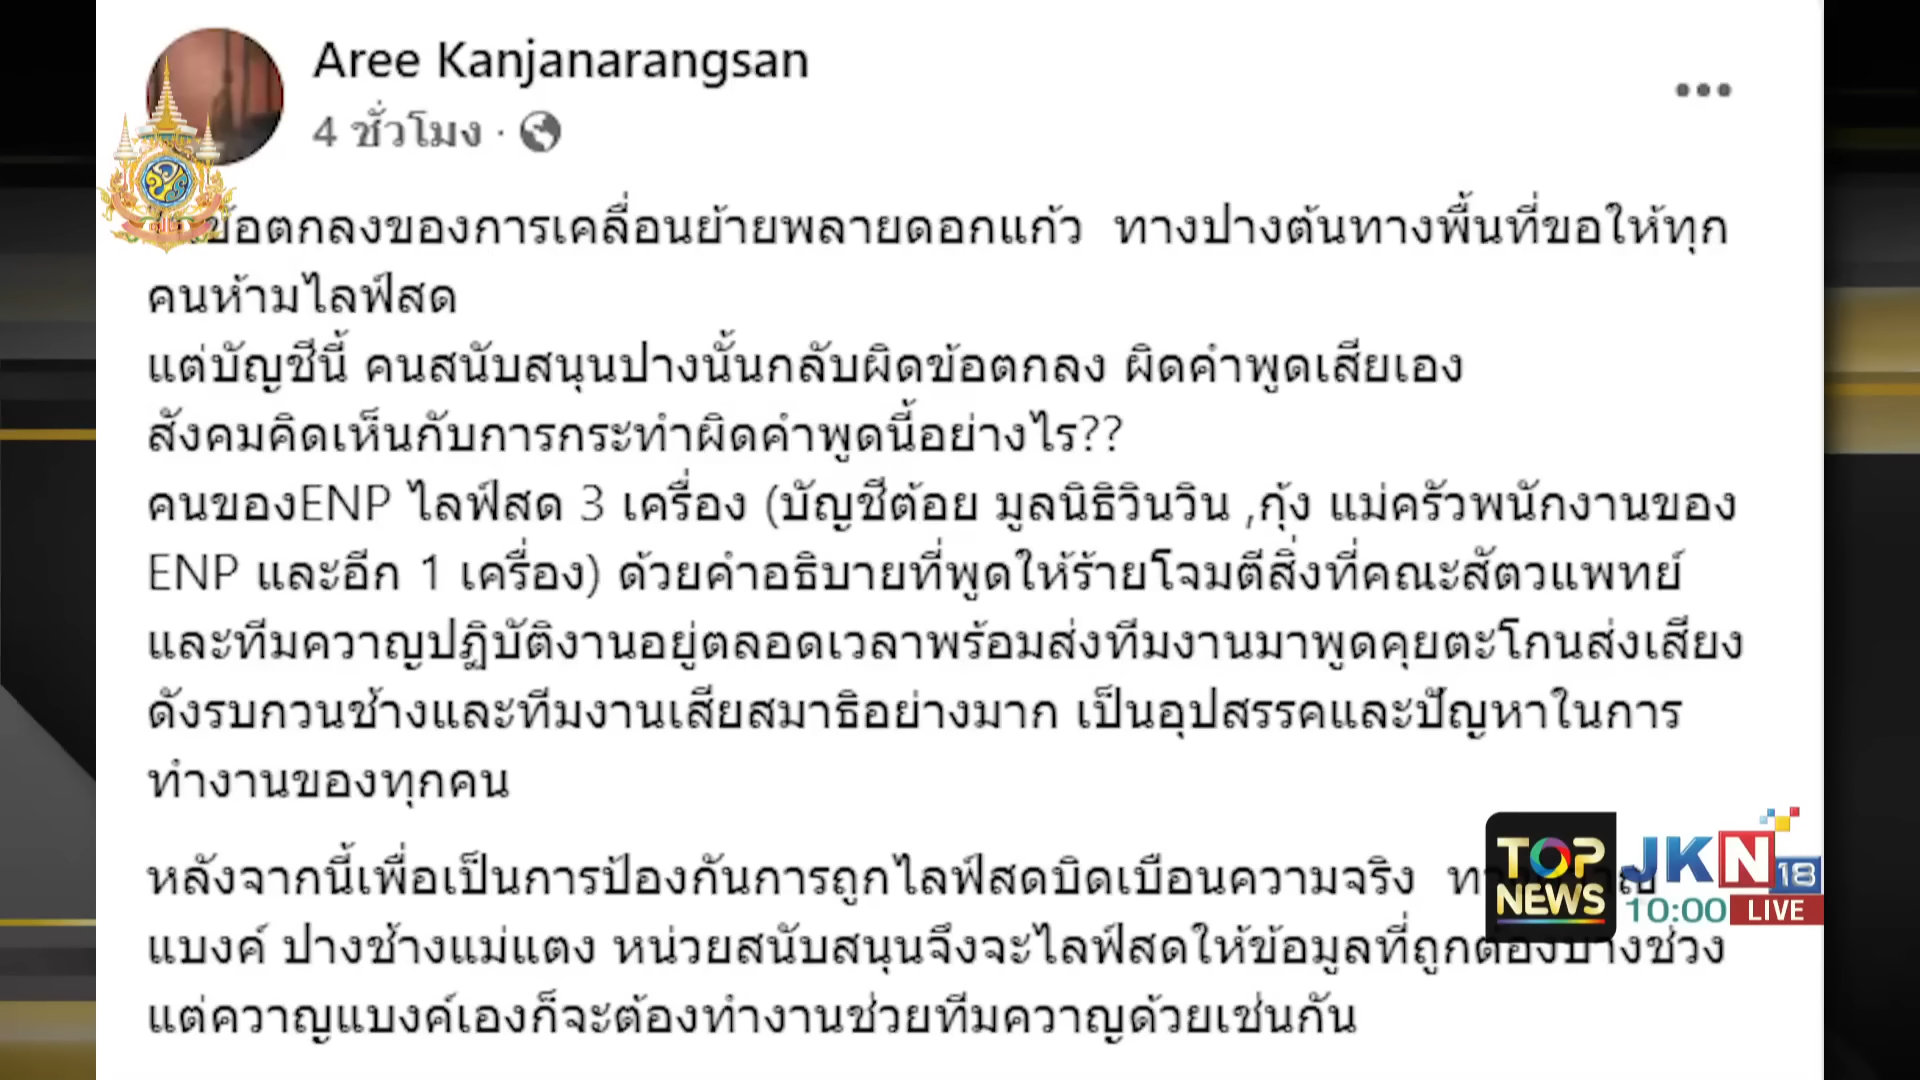 Aree Kanjanarangsan
4 ชั่วโมง ·
ข้อตกลงของการเคลื่อนย้ายพลายดอกแก้ว ทางปางต้นทางพื้นที่ขอให้ทุก
คนห้ามไลฟ์สด
แต่บัญชีนี้ คนสนับสนุนปางนั้นกลับผิดข้อตกลง ผิดคำพูดเสียเอง
สังคมคิดเห็นกับการกระทำผิดคำพูดนี้อย่างไร??
คนของENP ไลฟ์สด 3 เครื่อง (บัญชีต้อย มูลนิธิวินวิน ,กุ้ง แม่ครัวพนักงานของ
ENP และอีก 1 เครื่อง) ด้วยคำอธิบายที่พูดให้ร้ายโจมตีสิ่งที่คณะสัตวแพทย์
และทีมควาญปฏิบัติงานอยู่ตลอดเวลาพร้อมส่งทีมงานมาพูดคุยตะโกนส่งเสียง
ดังรบกวนช้างและทีมงานเสียสมาธิอย่างมาก เป็นอุปสรรคและปัญหาในการ
ทำงานของทุกคน
หลังจากนี้เพื่อเป็นการป้องกันการถูกไลฟ์สดบิดเบือนความจริง
แบงค์ ปางช้างแม่แตง หน่วยสนับสนุนจึงจะไลฟ์สดให้ข้อมูลที่ถูกต้องบางช่วง
แต่ควาญแบงค์เองก็จะต้องทำงานช่วยทีมควาญด้วยเช่นกัน
TOP NEWS
JKN 18
10:00 LIVE